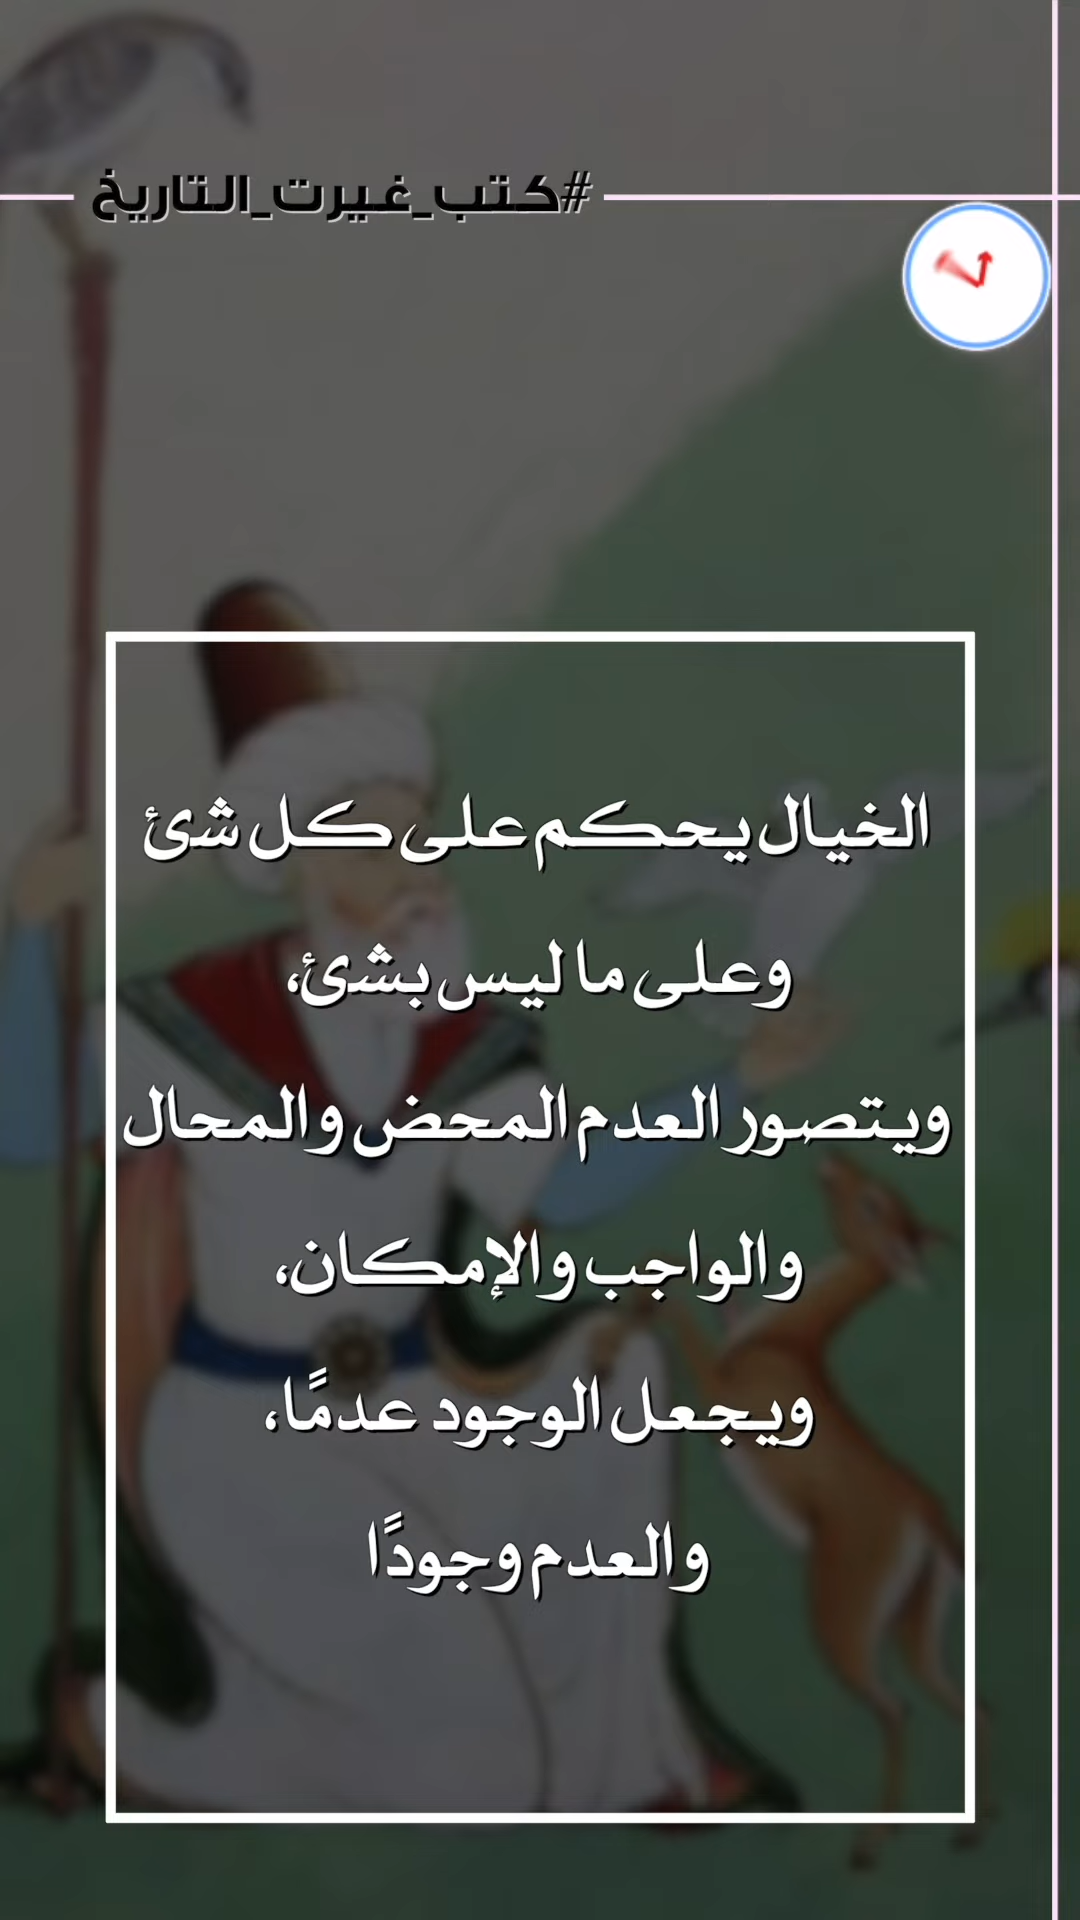 #كتب_غيرت_التاريخ
الخيال يحكم على كل شئ
وعلى ما ليس بشئ،
ويتصور العدم المحض والمحال
والواجب والإمكان،
ويجعل الوجود عدمًا،
والعدم وجودًا